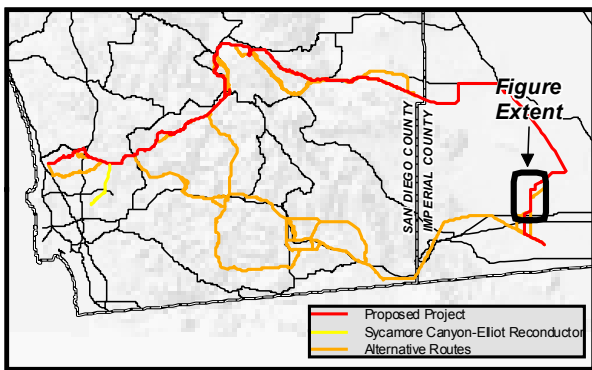 Figure
Extent
SAN DIEGO COUNTY
IMPERIAL COUNTY
Proposed Project
Sycamore Canyon-Elliot Reconductor
Alternative Routes